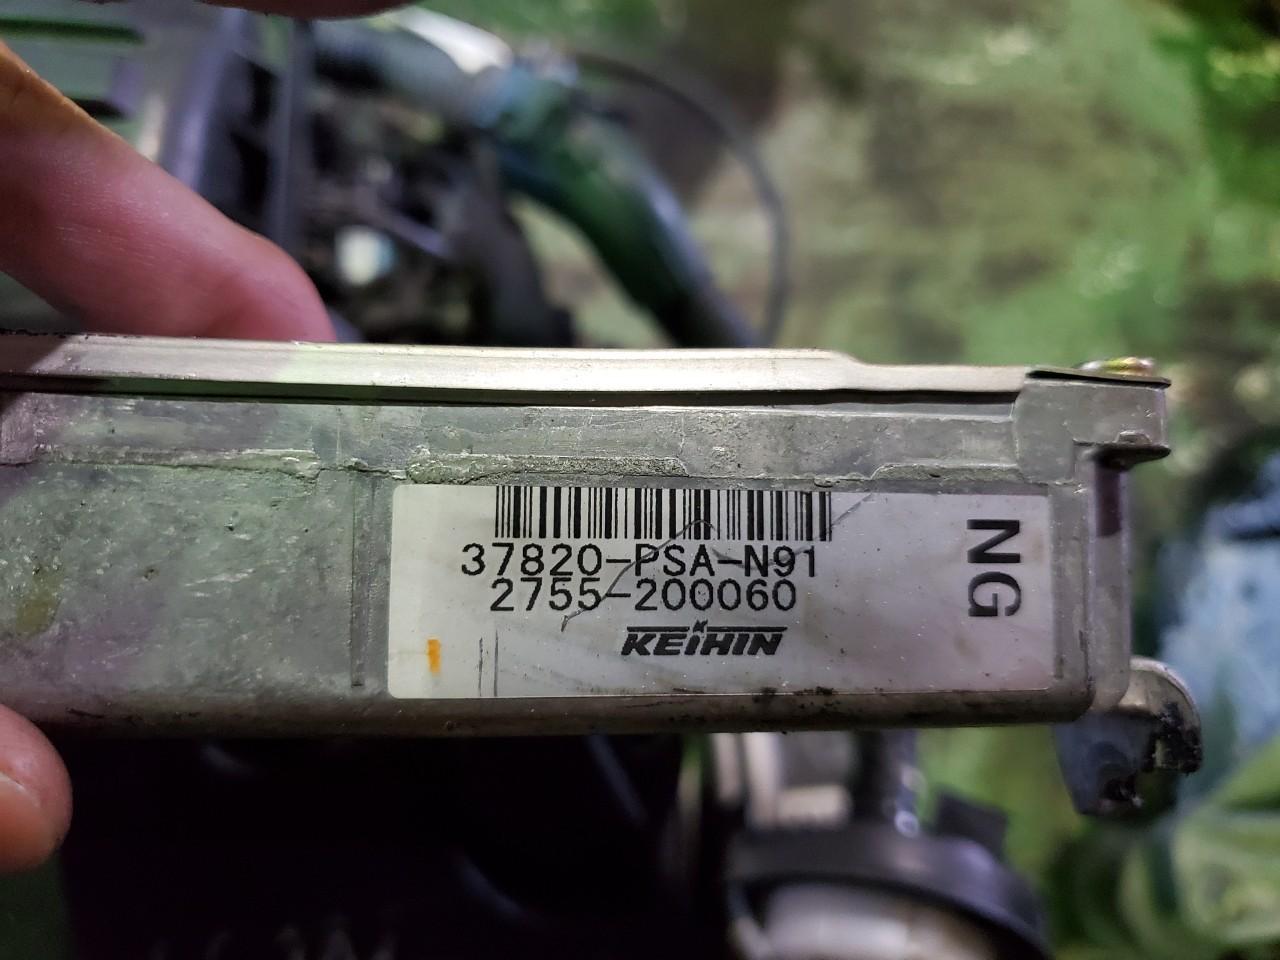 37820-PSA-N91
2755-200060
KEIHIN
NG